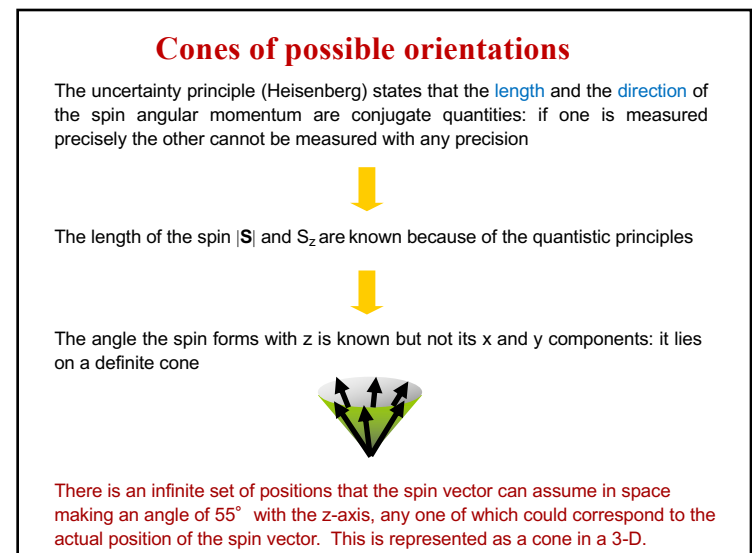 Cones of possible orientations
The uncertainty principle (Heisenberg) states that the length and the direction of
the spin angular momentum are conjugate quantities: if one is measured
precisely the other cannot be measured with any precision
The length of the spin |S| and Sz are known because of the quantistic principles
The angle the spin forms with z is known but not its x and y components: it lies
on a definite cone
There is an infinite set of positions that the spin vector can assume in space
making an angle of 55° with the z-axis, any one of which could correspond to the
actual position of the spin vector. This is represented as a cone in a 3-D.